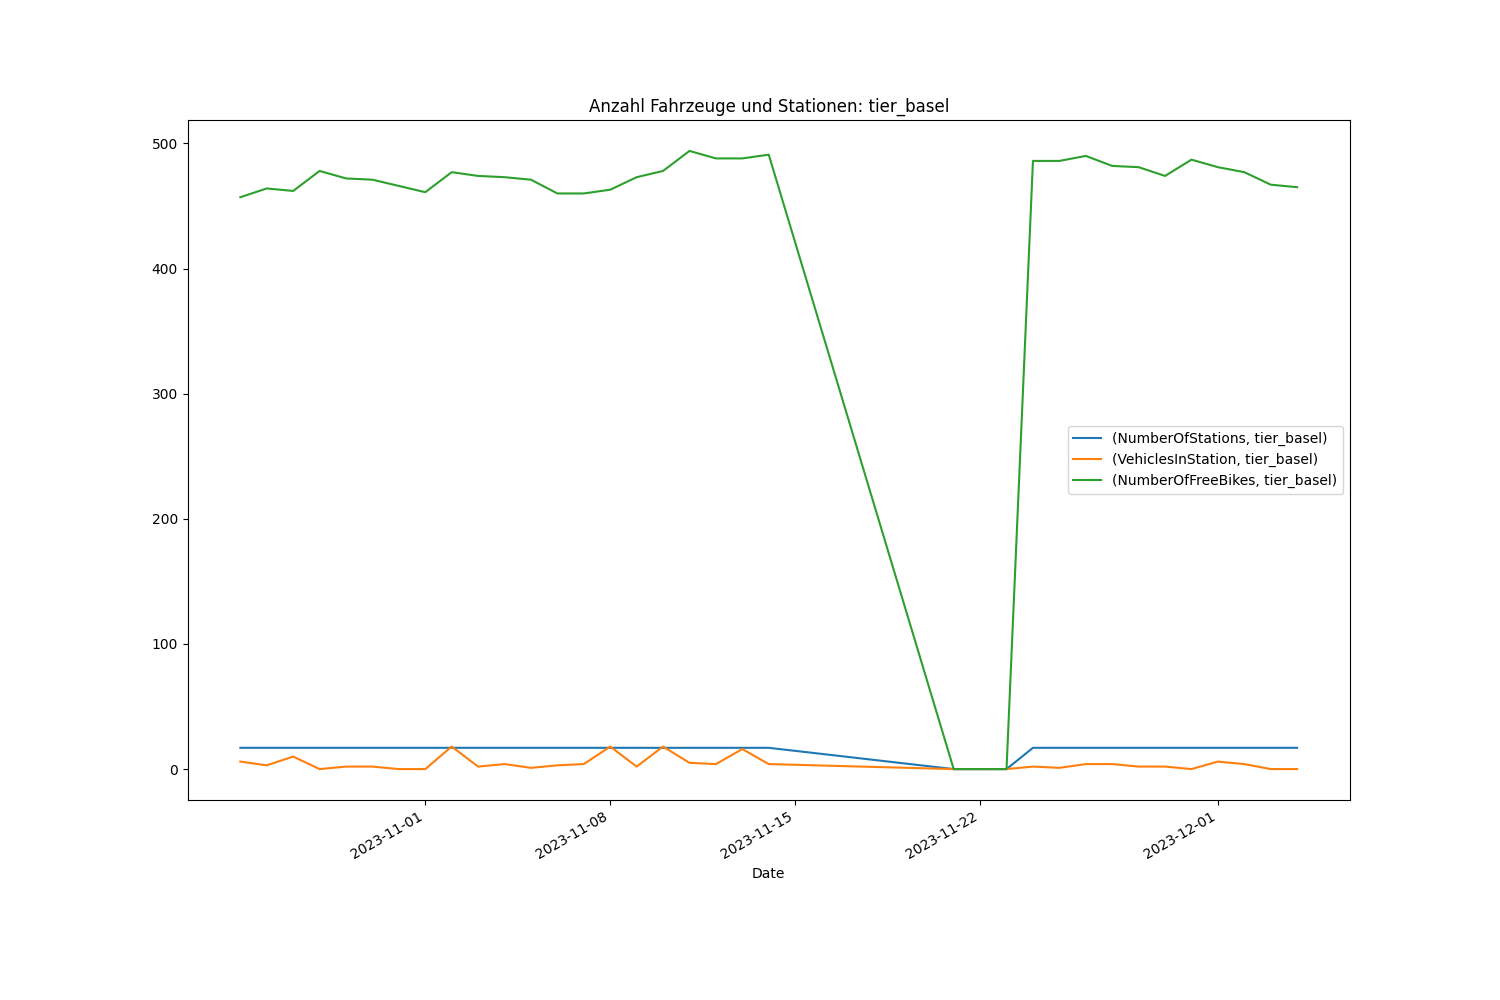 Anzahl Fahrzeuge und Stationen: tier_basel
500
400
300
200
100
0
(NumberOfStations, tier_basel)
(VehiclesInStation, tier_basel)
(NumberOfFreeBikes, tier_basel)
2023-11-01
2023-11-08
2023-11-15
2023-11-22
2023-12-01
Date